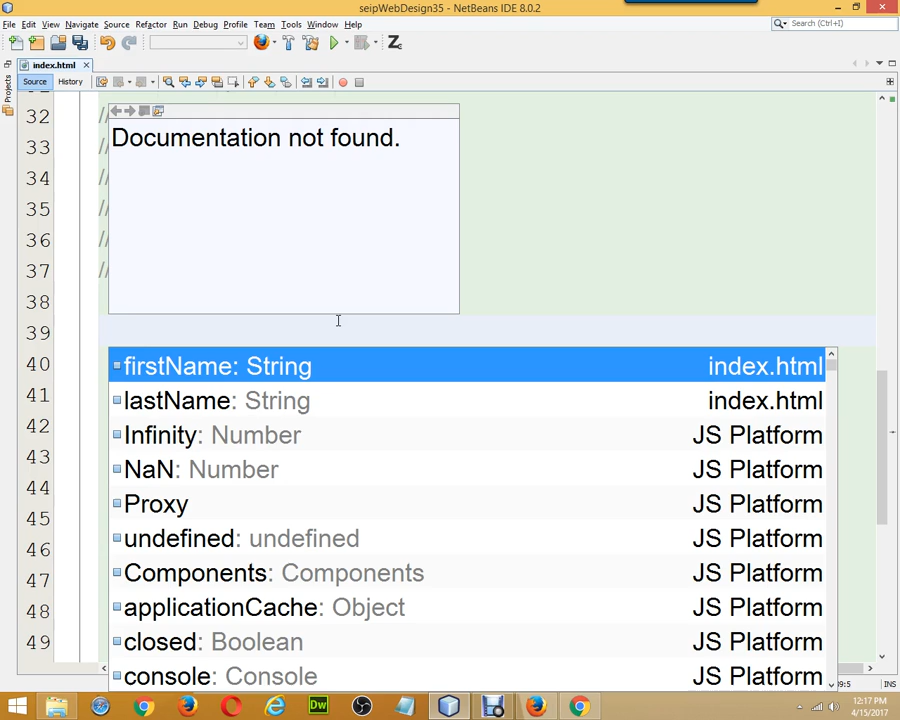 seipWebDesign35 - NetBeans IDE 8.0.2
File Edit View Navigate Source Refactor Run Debug Profile Team Tools Window Help
Search (Ctrl+I)
index.html
Source History
Projects
32 //
33 //
34 //
35 //
36 //
37 //
38
39
40
41
42
43
44
45
46
47
48
49
Documentation not found.
firstName: String index.html
lastName: String index.html
Infinity: Number JS Platform
NaN: Number JS Platform
Proxy JS Platform
undefined: undefined JS Platform
Components: Components JS Platform
applicationCache: Object JS Platform
closed: Boolean JS Platform
console: Console JS Platform
39:5 INS
12:17 PM
4/15/2017